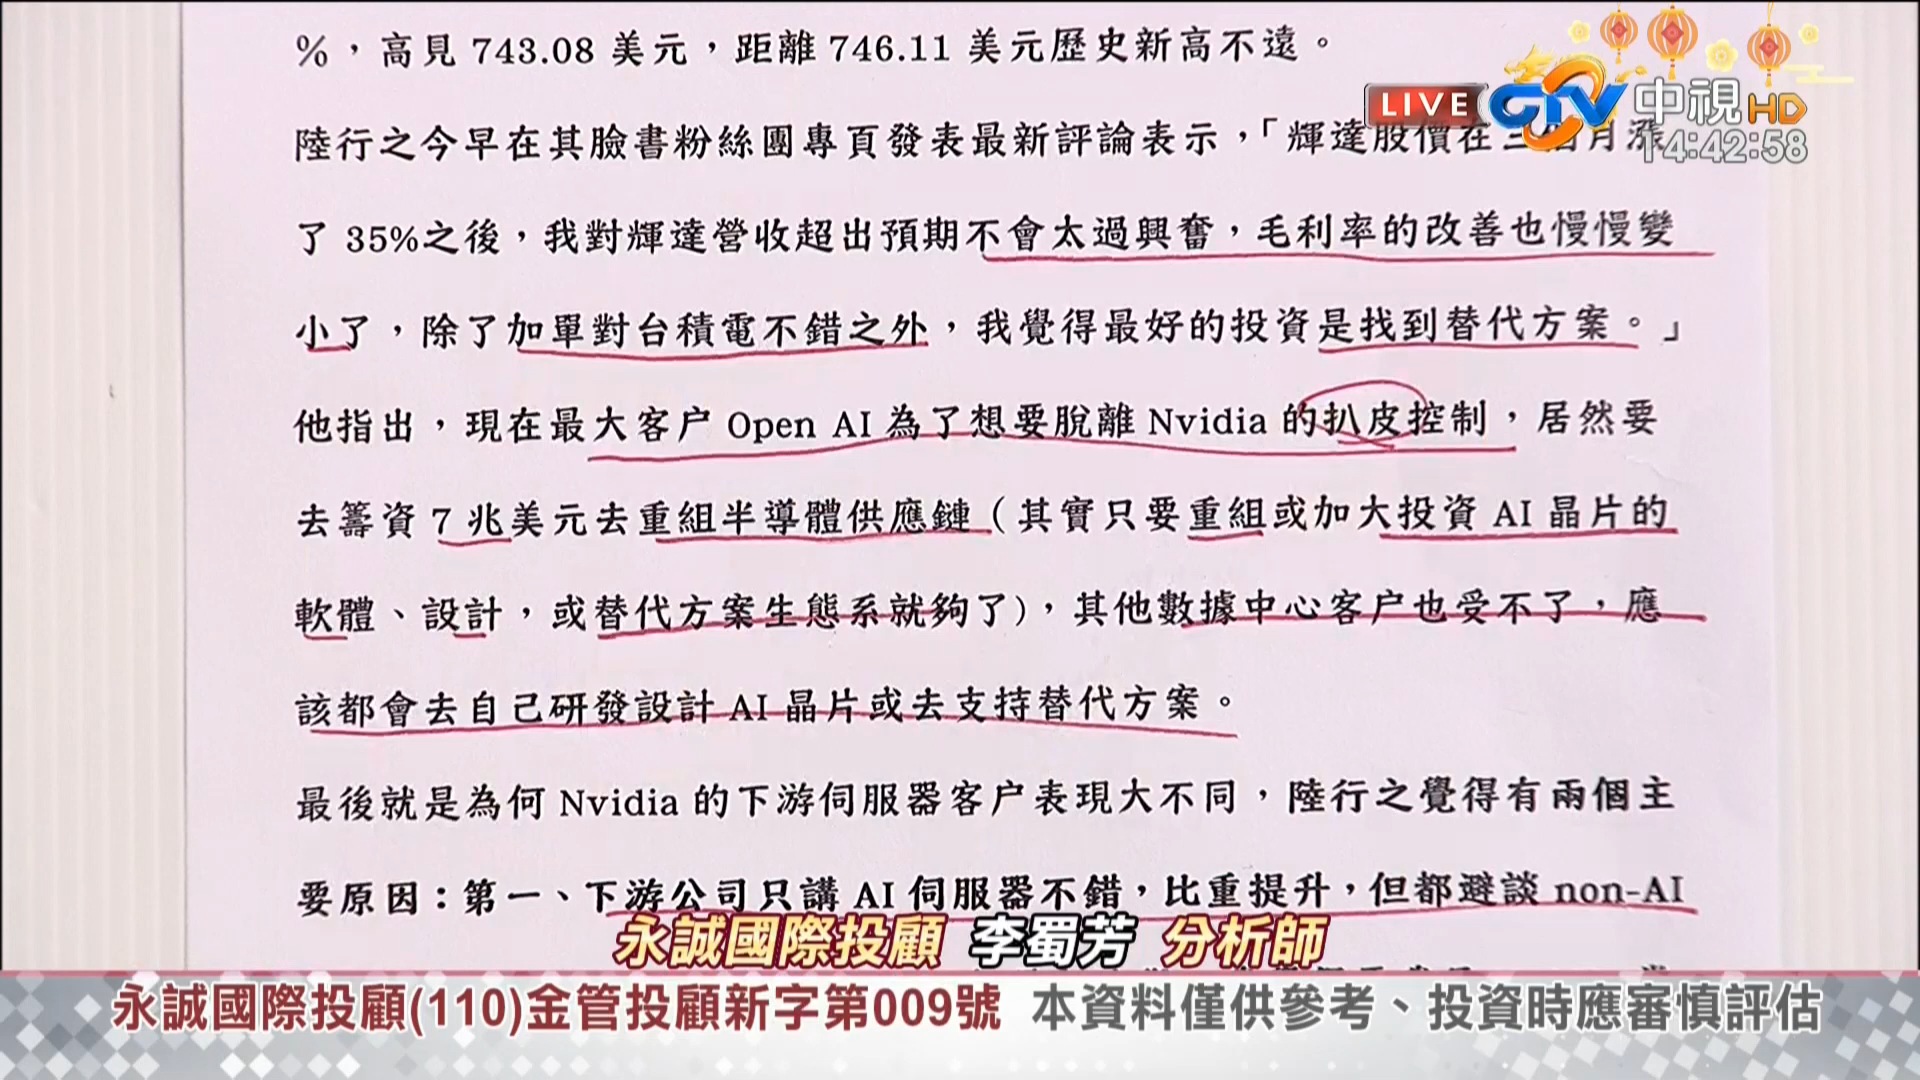 %，高見 743.08 美元，距離 746.11 美元歷史新高不遠。
LIVE CTV 中視 HD
14:42:58
陸行之今早在其臉書粉絲團專頁發表最新評論表示，「輝達股價在三個月漲
了 35%之後，我對輝達營收超出預期不會太過興奮，毛利率的改善也慢慢變
小了，除了加單對台積電不錯之外，我覺得最好的投資是找到替代方案。」
他指出，現在最大客戶 Open AI 為了想要脫離 Nvidia 的扒皮控制，居然要
去籌資 7 兆美元去重組半導體供應鏈（其實只要重組或加大投資 AI 晶片的
軟體、設計，或替代方案生態系就夠了），其他數據中心客戶也受不了，應
該都會去自己研發設計 AI 晶片或去支持替代方案。
最後就是為何 Nvidia 的下游伺服器客戶表現大不同，陸行之覺得有兩個主
要原因：第一、下游公司只講 AI 伺服器不錯，比重提升，但都避談 non-AI
永誠國際投顧 李蜀芳 分析師
永誠國際投顧(110)金管投顧新字第009號 本資料僅供參考、投資時應審慎評估